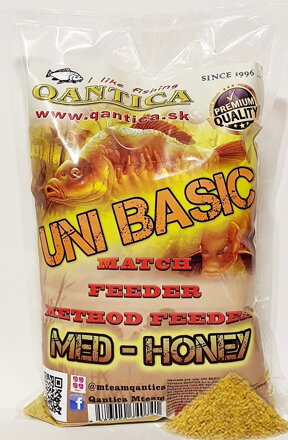 I like fishing
QANTICA
SINCE 1996
www.qantica.sk
PREMIUM
QUALITY
UNI BASIC
MATCH
FEEDER
METHOD FEEDER
MED - HONEY
@mteamqantica
Qantica Mteam